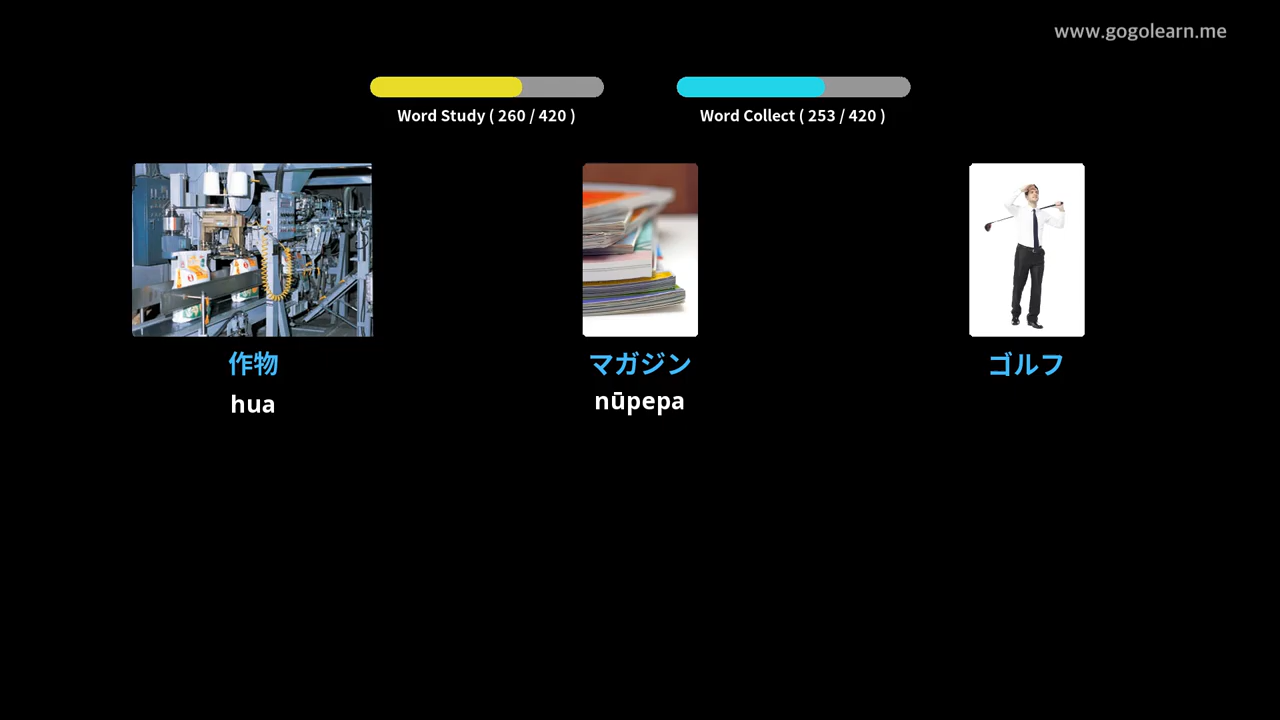 www.gogolearn.me
Word Study ( 260 / 420 )
Word Collect ( 253 / 420 )
作物
マガジン
ゴルフ
hua
nūpepa